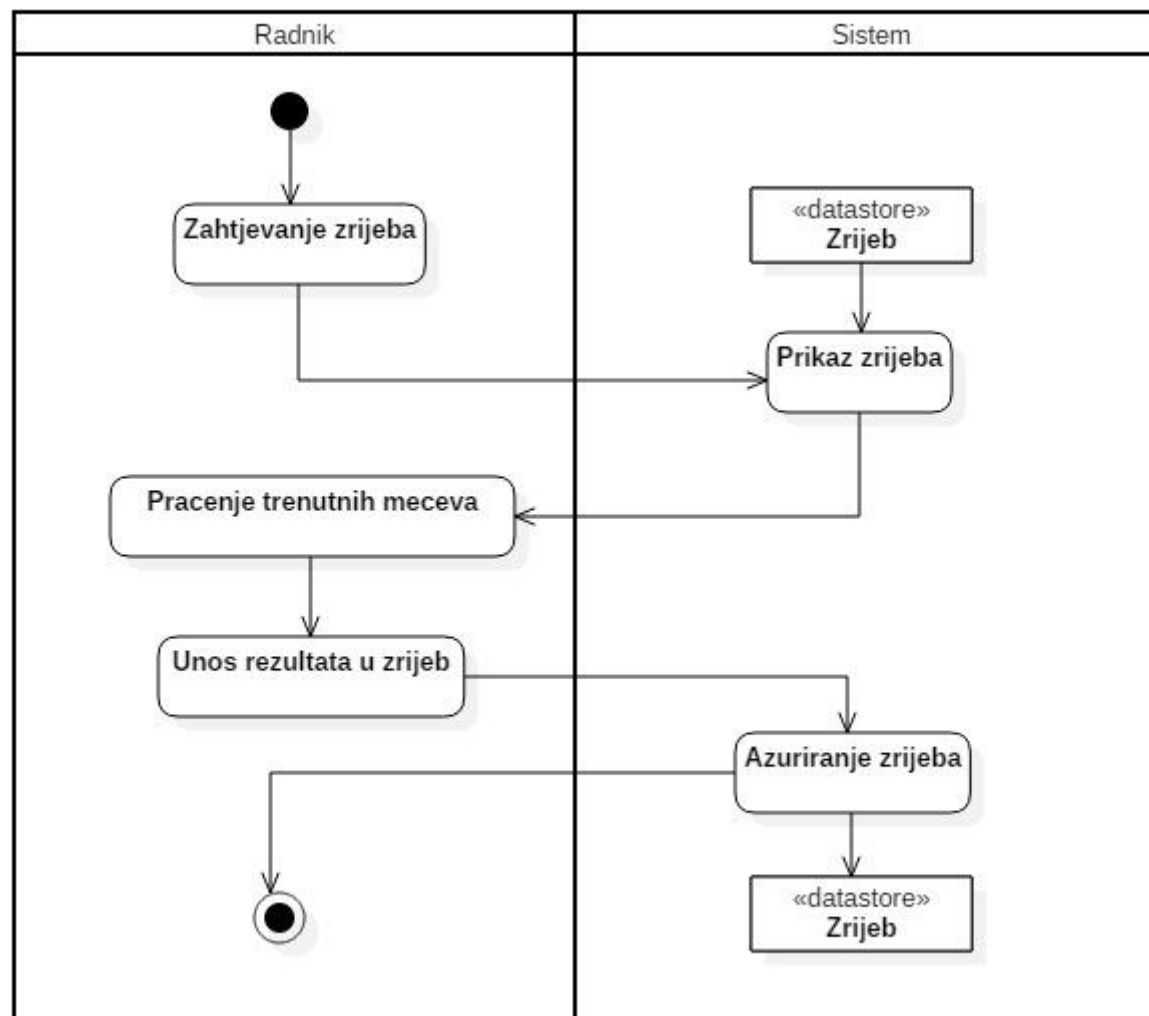 Radnik
Sistem
Zahtjevanje zrijeba
«datastore»
Zrijeb
Prikaz zrijeba
Pracenje trenutnih meceva
Unos rezultata u zrijeb
Azuriranje zrijeba
«datastore»
Zrijeb